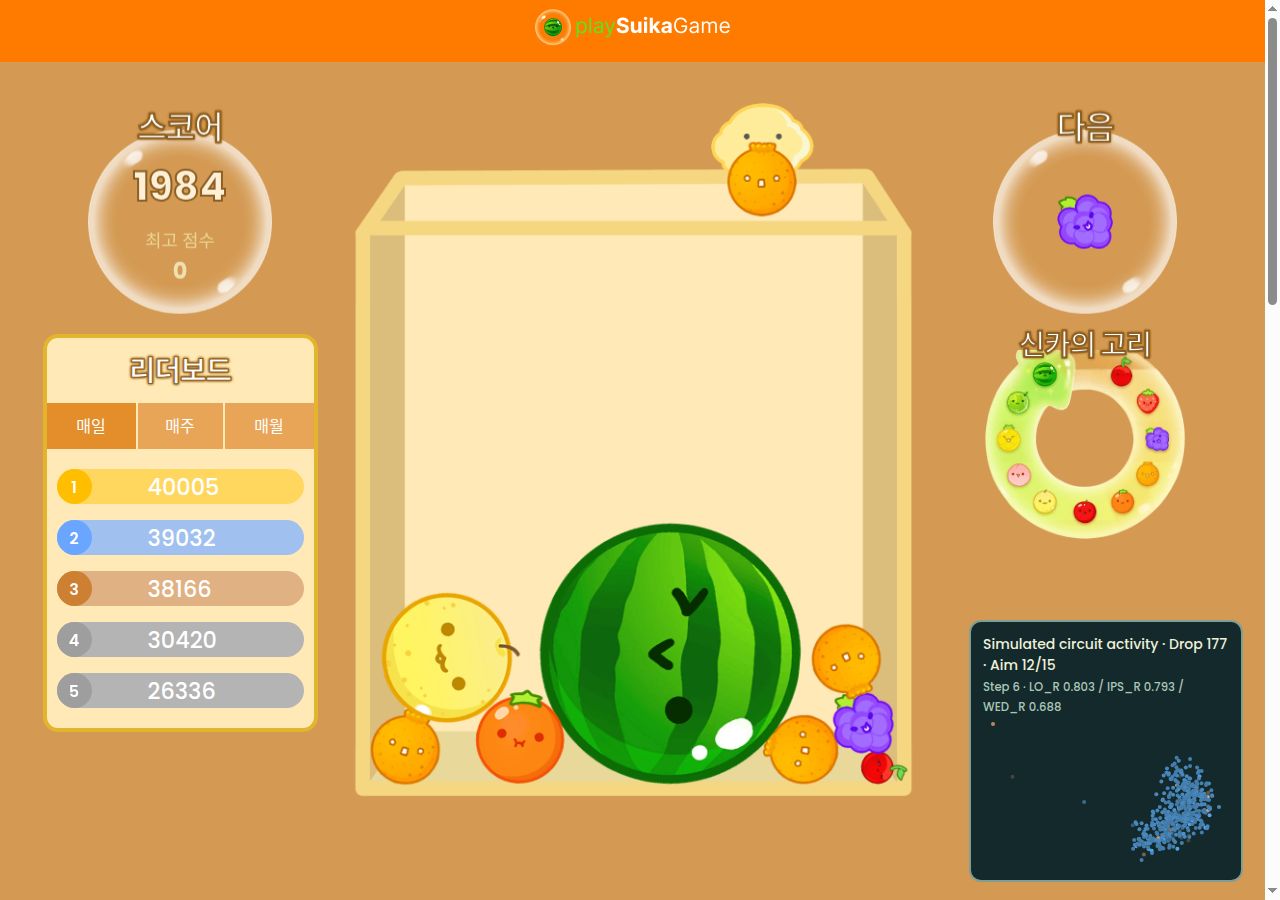 playSuikaGame
스코어
1984
최고 점수
0
다음
신카의 고리
리더보드
매일 매주 매월
1 40005
2 39032
3 38166
4 30420
5 26336
Simulated circuit activity · Drop 177
· Aim 12/15
Step 6 · LO_R 0.803 / IPS_R 0.793 /
WED_R 0.688